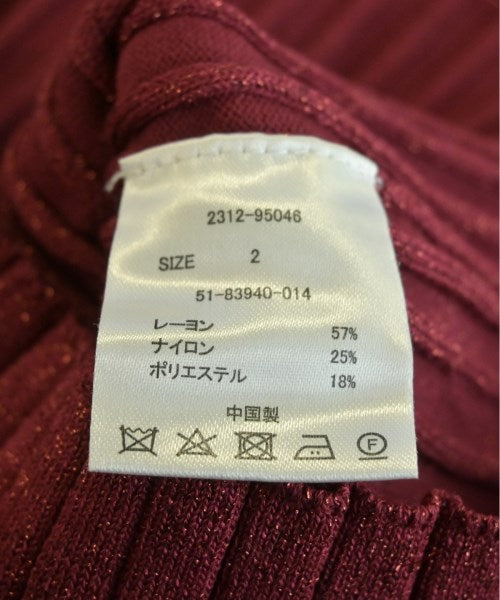 2312-95046
SIZE 2
51-83940-014
レーヨン 57%
ナイロン 25%
ポリエステル 18%
中国製
F